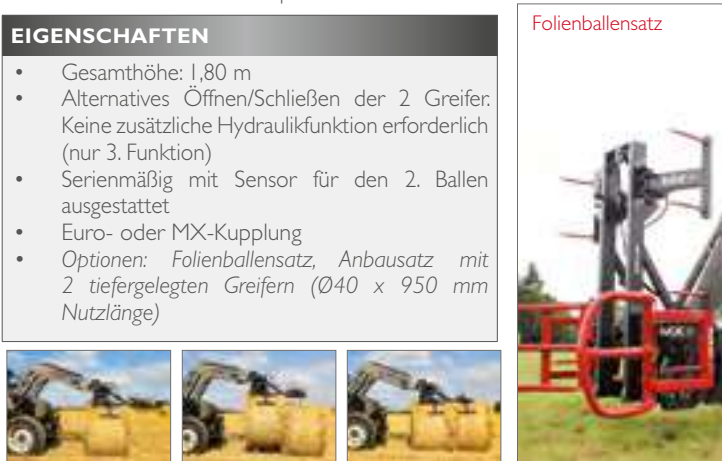 EIGENSCHAFTEN
• Gesamthöhe: 1,80 m
• Alternatives Öffnen/Schließen der 2 Greifer.
Keine zusätzliche Hydraulikfunktion erforderlich
(nur 3. Funktion)
• Serienmäßig mit Sensor für den 2. Ballen
ausgestattet
• Euro- oder MX-Kupplung
• Optionen: Folienballensatz, Anbausatz mit
2 tiefergelegten Greifern (Ø40 x 950 mm
Nutzlänge)
Folienballensatz